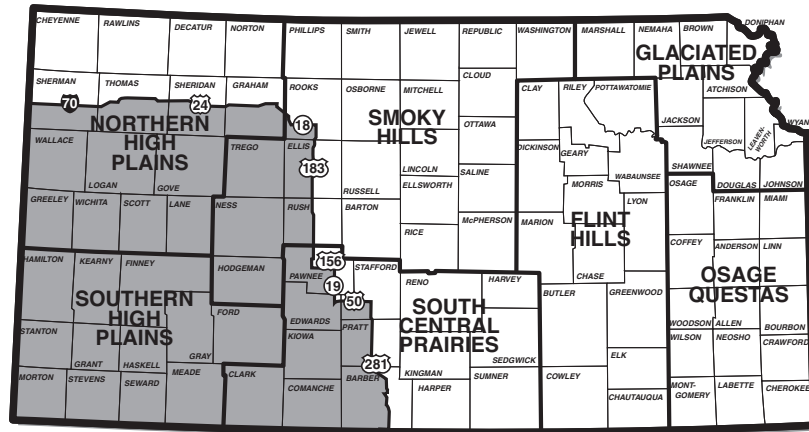 CHEYENNE RAWLINS DECATUR NORTON PHILLIPS SMITH JEWELL REPUBLIC WASHINGTON MARSHALL NEMAHA BROWN DONIPHAN
GLACIATED
PLAINS
SHERMAN THOMAS SHERIDAN GRAHAM ROOKS OSBORNE MITCHELL CLOUD CLAY RILEY POTTAWATOMIE ATCHISON
70 24 18
NORTHERN
HIGH
PLAINS
SMOKY
HILLS
OTTAWA JACKSON JEFFERSON LEAVEN-
WORTH
WYAN
WALLACE LOGAN GOVE TREGO ELLIS 183 RUSSELL LINCOLN SALINE DICKINSON GEARY WABAUNSEE SHAWNEE DOUGLAS JOHNSON
GREELEY WICHITA SCOTT LANE NESS RUSH BARTON ELLSWORTH McPHERSON MARION MORRIS LYON OSAGE FRANKLIN MIAMI
FLINT
HILLS
RICE CHASE COFFEY ANDERSON LINN
HAMILTON KEARNY FINNEY HODGEMAN PAWNEE 156 STAFFORD RENO HARVEY BUTLER GREENWOOD
19 50
SOUTHERN
HIGH
PLAINS
SOUTH
CENTRAL
PRAIRIES
OSAGE
QUESTAS
STANTON GRANT HASKELL GRAY FORD EDWARDS PRATT KIOWA SEDGWICK WOODSON ALLEN BOURBON
WILSON NEOSHO CRAWFORD
281
MORTON STEVENS SEWARD MEADE CLARK COMANCHE BARBER KINGMAN HARPER SUMNER COWLEY ELK CHAUTAUQUA MONT-
GOMERY
LABETTE CHEROKEE